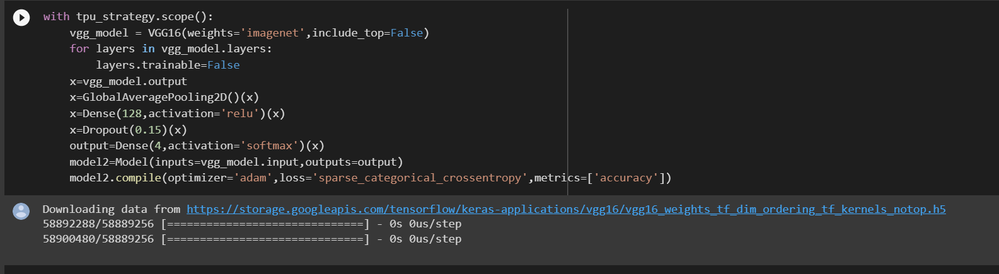 with tpu_strategy.scope():
    vgg_model = VGG16(weights='imagenet',include_top=False)
    for layers in vgg_model.layers:
        layers.trainable=False
    x=vgg_model.output
    x=GlobalAveragePooling2D()(x)
    x=Dense(128,activation='relu')(x)
    x=Dropout(0.15)(x)
    output=Dense(4,activation='softmax')(x)
    model2=Model(inputs=vgg_model.input,outputs=output)
    model2.compile(optimizer='adam',loss='sparse_categorical_crossentropy',metrics=['accuracy'])
Downloading data from https://storage.googleapis.com/tensorflow/keras-applications/vgg16/vgg16_weights_tf_dim_ordering_tf_kernels_notop.h5
58892288/58889256 [==============================] - 0s 0us/step
58900480/58889256 [==============================] - 0s 0us/step